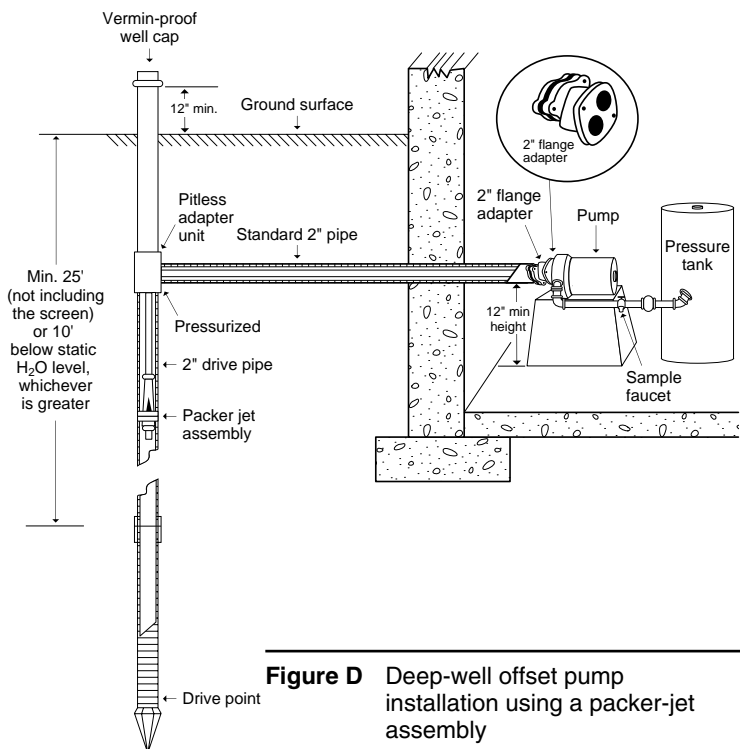 Vermin-proof
well cap
12" min.
Ground surface
2" flange
adapter
Pitless
adapter
unit
Standard 2" pipe
2" flange
adapter
Pump
Pressure
tank
Min. 25'
(not including
the screen)
or 10'
below static
H₂O level,
whichever
is greater
Pressurized
12" min
height
2" drive pipe
Sample
faucet
Packer jet
assembly
Drive point
Figure D Deep-well offset pump
installation using a packer-jet
assembly